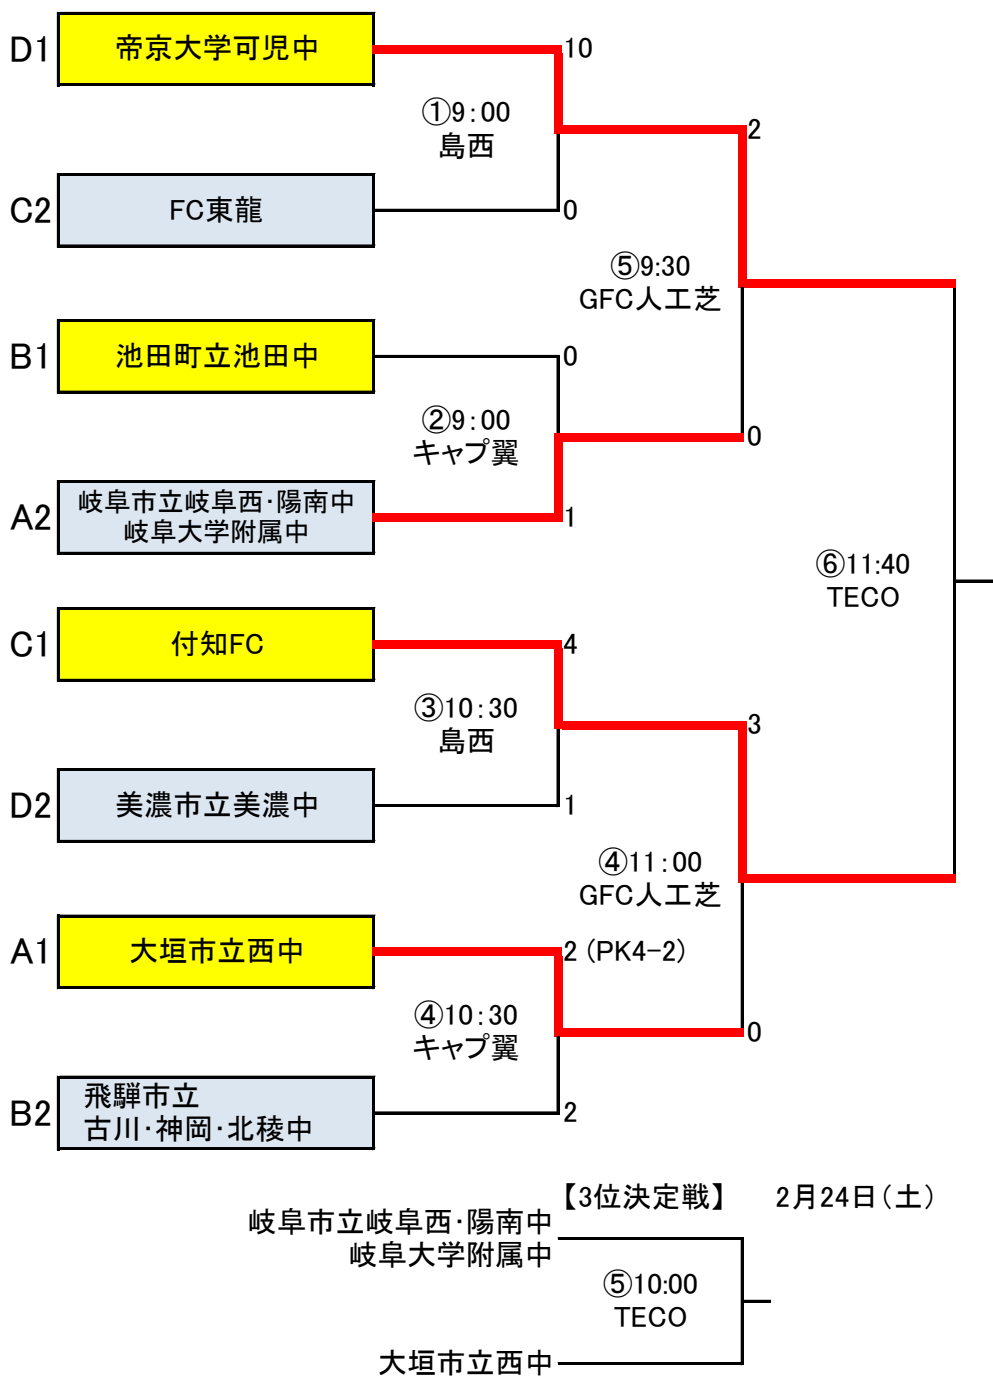 D1
帝京大学可児中
10
①9:00
島西
2
C2
FC東龍
0
⑤9:30
GFC人工芝
B1
池田町立池田中
0
②9:00
キャプ翼
0
A2
岐阜市立岐阜西･陽南中
岐阜大学附属中
1
⑥11:40
TECO
C1
付知FC
4
③10:30
島西
3
D2
美濃市立美濃中
1
④11:00
GFC人工芝
A1
大垣市立西中
2 (PK4-2)
④10:30
キャプ翼
0
B2
飛騨市立
古川･神岡･北稜中
2
【3位決定戦】 2月24日(土)
岐阜市立岐阜西･陽南中
岐阜大学附属中
⑤10:00
TECO
大垣市立西中